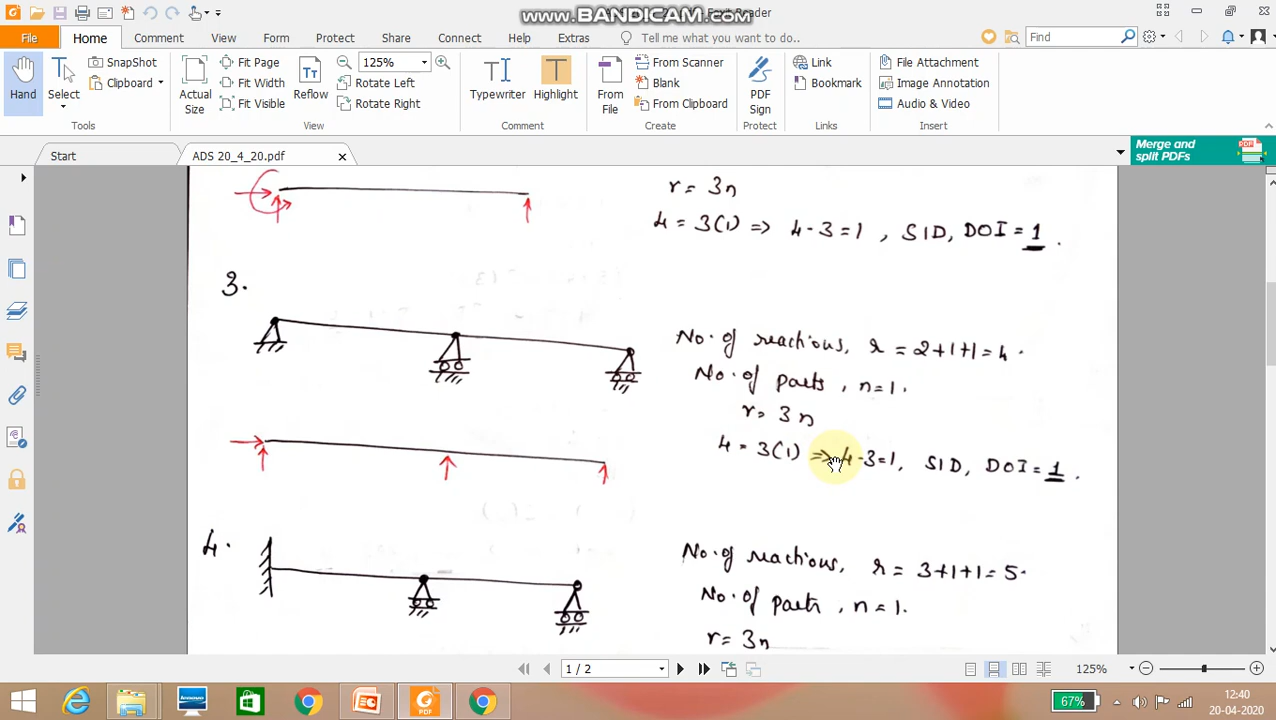 www.BANDICAM.com
Reader
File Home Comment View Form Protect Share Connect Help Extras Tell me what you want to do... Find
Hand
Select
SnapShot
Clipboard
Actual Size
Fit Page
Fit Width
Fit Visible
Reflow
125%
Rotate Left
Rotate Right
Typewriter
Highlight
From File
From Scanner
Blank
From Clipboard
PDF Sign
Link
Bookmark
File Attachment
Image Annotation
Audio & Video
Tools View Comment Create Protect Links Insert
Start ADS 20_4_20.pdf
Merge and split PDFs
r = 3n
4 = 3(1) => 4-3=1, SID, DOI = 1.
3.
No. of reactions, r = 2+1+1=4.
No. of parts, n=1.
r = 3n
4 = 3(1) => 4-3=1, SID, DOI = 1.
4.
No. of reactions, r = 3+1+1=5.
No. of parts, n=1.
r = 3n
1 / 2
125%
67%
12:40
20-04-2020